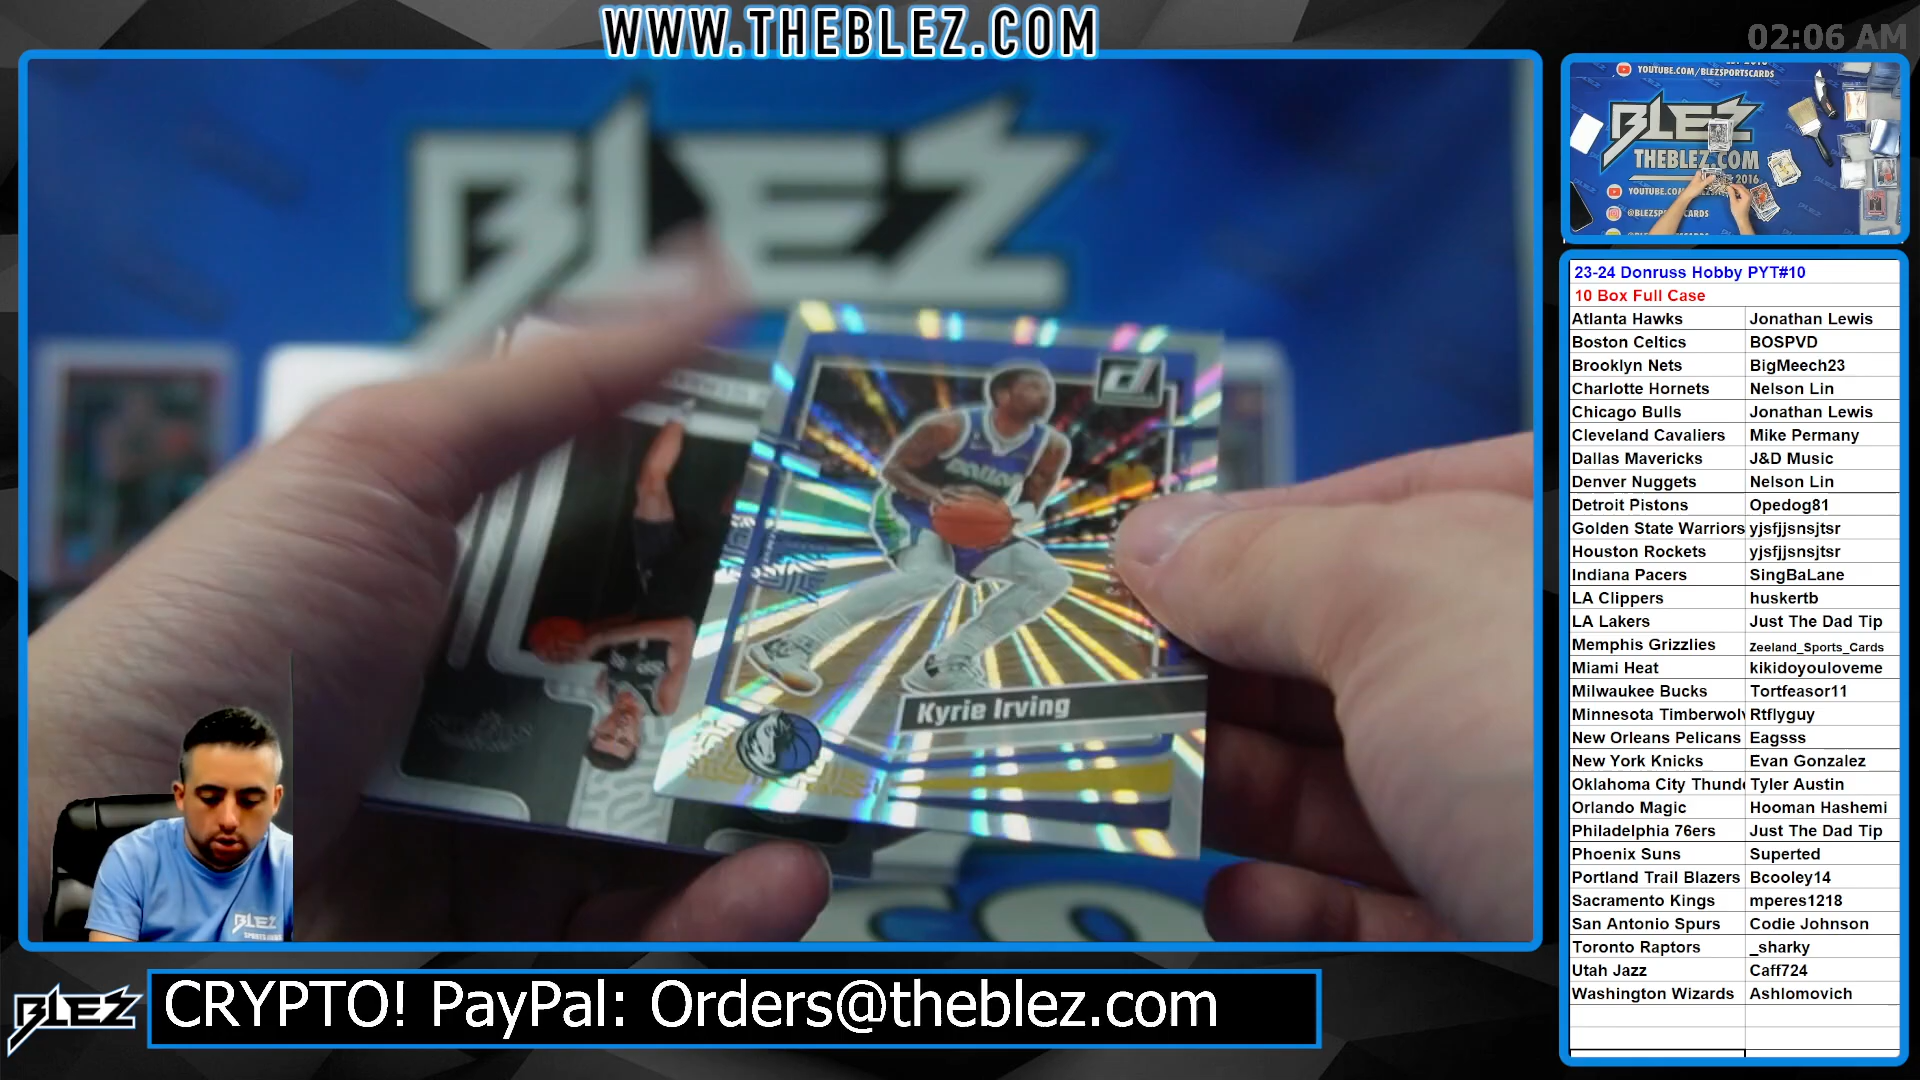 WWW.THEBLEZ.COM
02:06 AM
BLEZ
Kyrie Irving
BLEZ
CRYPTO! PayPal: Orders@theblez.com
BLEZ
YOUTUBE.COM/BLEZSPORTSCARDS
BLEZ
THEBLEZ.COM
2016
23-24 Donruss Hobby PYT#10
10 Box Full Case
Atlanta Hawks Jonathan Lewis
Boston Celtics BOSPVD
Brooklyn Nets BigMeech23
Charlotte Hornets Nelson Lin
Chicago Bulls Jonathan Lewis
Cleveland Cavaliers Mike Permany
Dallas Mavericks J&D Music
Denver Nuggets Nelson Lin
Detroit Pistons Opedog81
Golden State Warriors yjsfjjsnsjtsr
Houston Rockets yjsfjjsnsjtsr
Indiana Pacers SingBaLane
LA Clippers huskertb
LA Lakers Just The Dad Tip
Memphis Grizzlies Zeeland_Sports_Cards
Miami Heat kikidoyouloveme
Milwaukee Bucks Tortfeasor11
Minnesota Timberwolv Rtflyguy
New Orleans Pelicans Eagsss
New York Knicks Evan Gonzalez
Oklahoma City Thunde Tyler Austin
Orlando Magic Hooman Hashemi
Philadelphia 76ers Just The Dad Tip
Phoenix Suns Superted
Portland Trail Blazers Bcooley14
Sacramento Kings mperes1218
San Antonio Spurs Codie Johnson
Toronto Raptors _sharky
Utah Jazz Caff724
Washington Wizards Ashlomovich